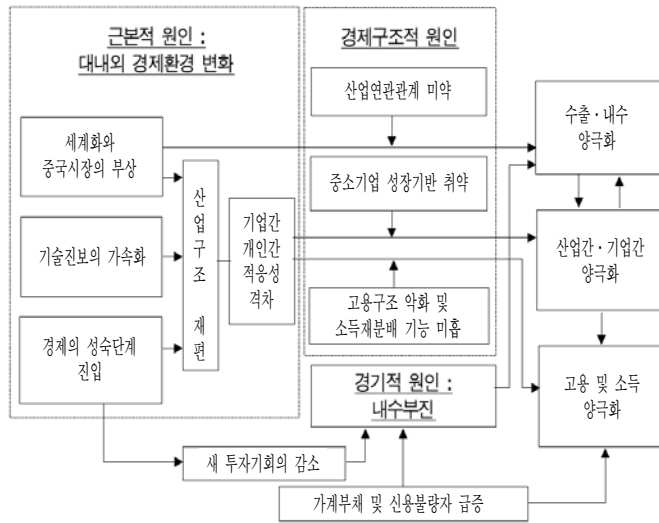 근본적 원인 :
대내외 경제환경 변화
세계화와
중국시장의 부상
기술진보의 가속화
경제의 성숙단계
진입
산
업
구
조
재
편
기업간
개인간
적응성
격차
경제구조적 원인
산업연관관계 미약
중소기업 성장기반 취약
고용구조 악화 및
소득재분배 기능 미흡
경기적 원인 :
내수부진
새 투자기회의 감소
가계부채 및 신용불량자 급증
수출·내수
양극화
산업간·기업간
양극화
고용 및 소득
양극화